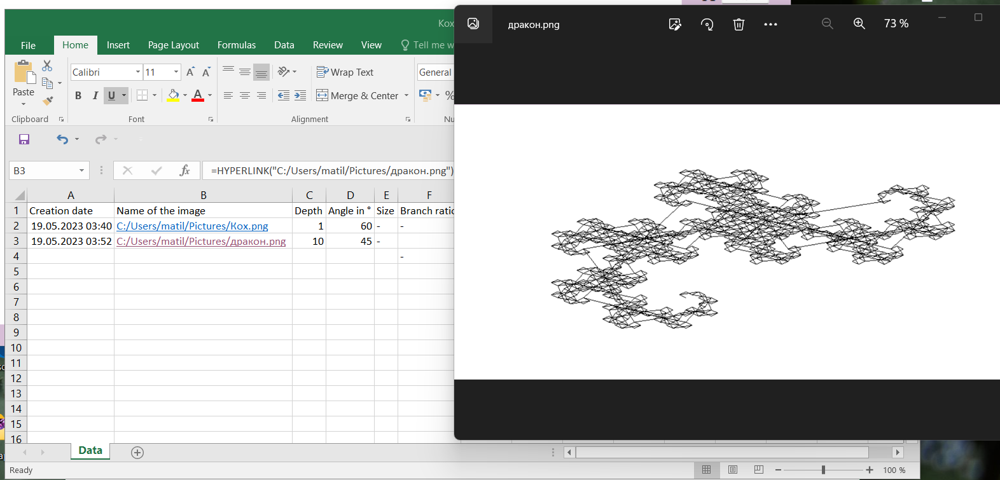 Kox
File Home Insert Page Layout Formulas Data Review View Tell me w
Paste
Calibri 11 A A
B I U A
Wrap Text
Merge & Center
General
%
Clipboard Font Alignment Nu
B3 fx =HYPERLINK("C:/Users/matil/Pictures/дракон.png")
A B C D E F
1 Creation date Name of the image Depth Angle in ° Size Branch ratio
2 19.05.2023 03:40 C:/Users/matil/Pictures/Кох.png 1 60 - -
3 19.05.2023 03:52 C:/Users/matil/Pictures/дракон.png 10 45 -
4 -
5
6
7
8
9
10
11
12
13
14
15
16
Data
Ready
100 %
дракон.png
73 %